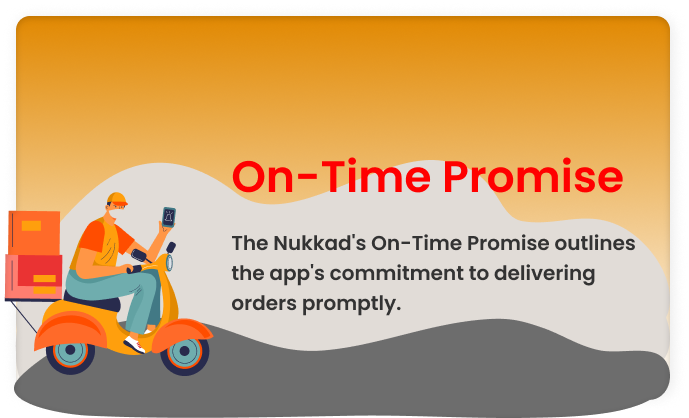 On-Time Promise
The Nukkad's On-Time Promise outlines
the app's commitment to delivering
orders promptly.